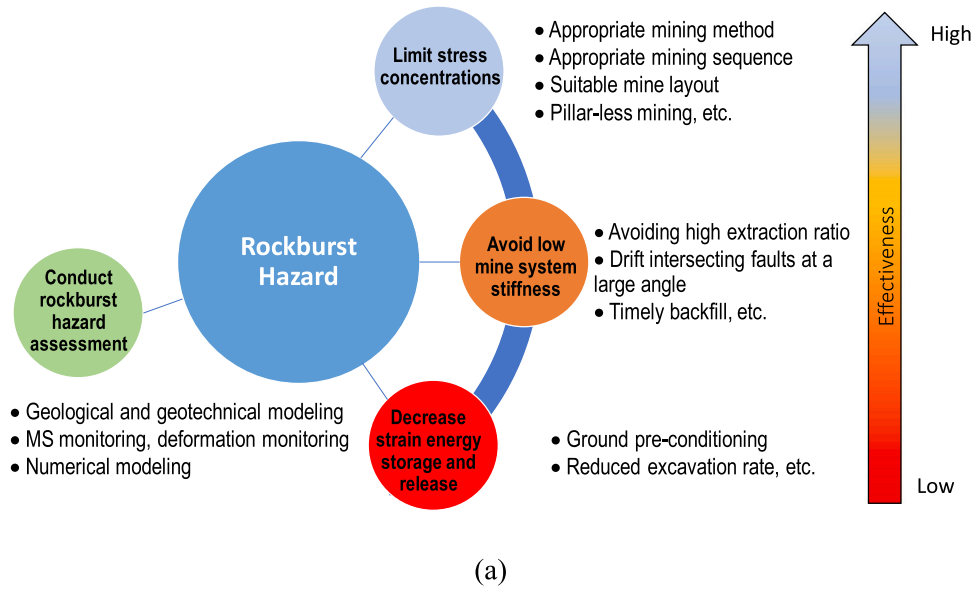 Limit stress
concentrations
● Appropriate mining method
● Appropriate mining sequence
● Suitable mine layout
● Pillar-less mining, etc.
High
Rockburst
Hazard
Avoid low
mine system
stiffness
● Avoiding high extraction ratio
● Drift intersecting faults at a
large angle
● Timely backfill, etc.
Effectiveness
Conduct
rockburst
hazard
assessment
● Geological and geotechnical modeling
● MS monitoring, deformation monitoring
● Numerical modeling
Decrease
strain energy
storage and
release
● Ground pre-conditioning
● Reduced excavation rate, etc.
Low
(a)